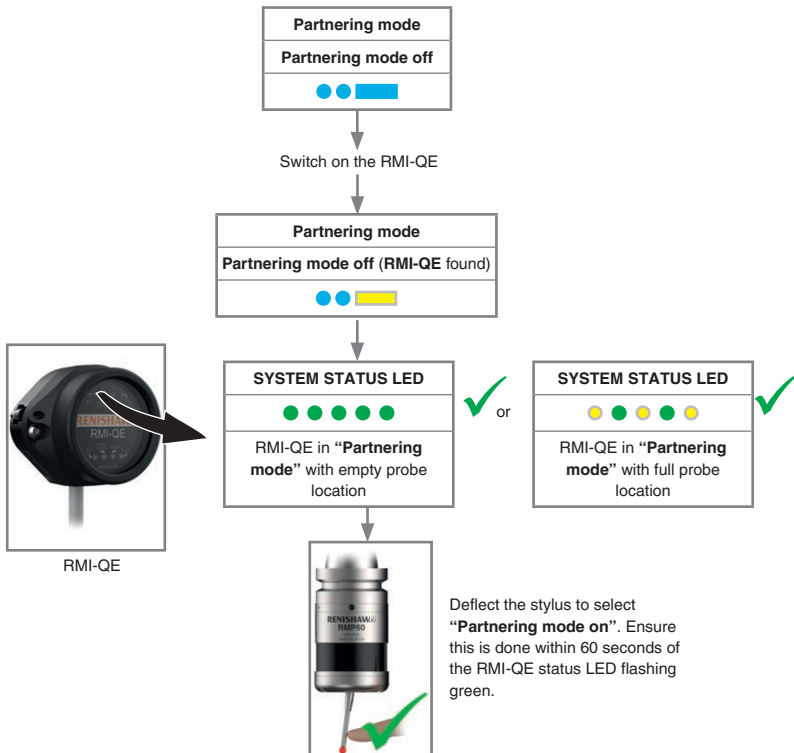 Partnering mode
Partnering mode off
Switch on the RMI-QE
Partnering mode
Partnering mode off (RMI-QE found)
SYSTEM STATUS LED
RMI-QE in “Partnering
mode” with empty probe
location
or
SYSTEM STATUS LED
RMI-QE in “Partnering
mode” with full probe
location
RENISHAW
RMI-QE
RMI-QE
RENISHAW
RMP60
Deflect the stylus to select
“Partnering mode on”. Ensure
this is done within 60 seconds of
the RMI-QE status LED flashing
green.